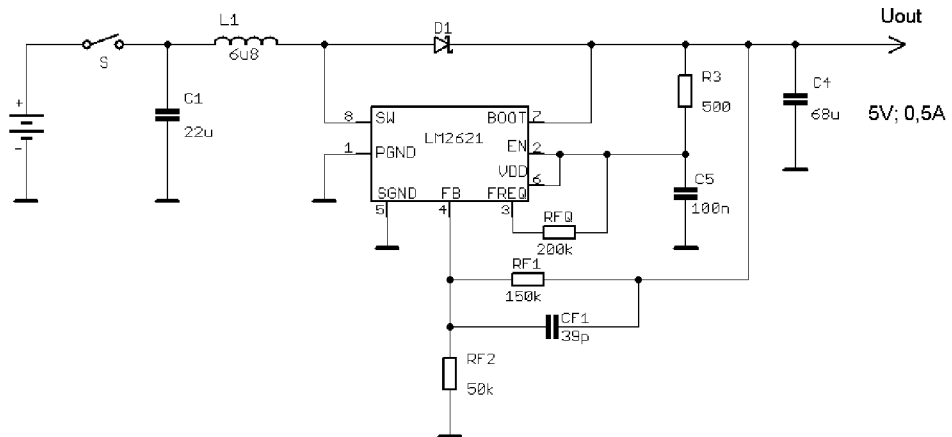 Uout
L1
6u8
D1
S
+
-
C1
22u
R3
500
C4
68u
5V; 0,5A
8
SW
BOOT
7
LM2621
1
PGND
EN
2
VDD
6
SGND
FB
FREQ
5
4
3
C5
100n
RFQ
200k
RF1
150k
CF1
39p
RF2
50k